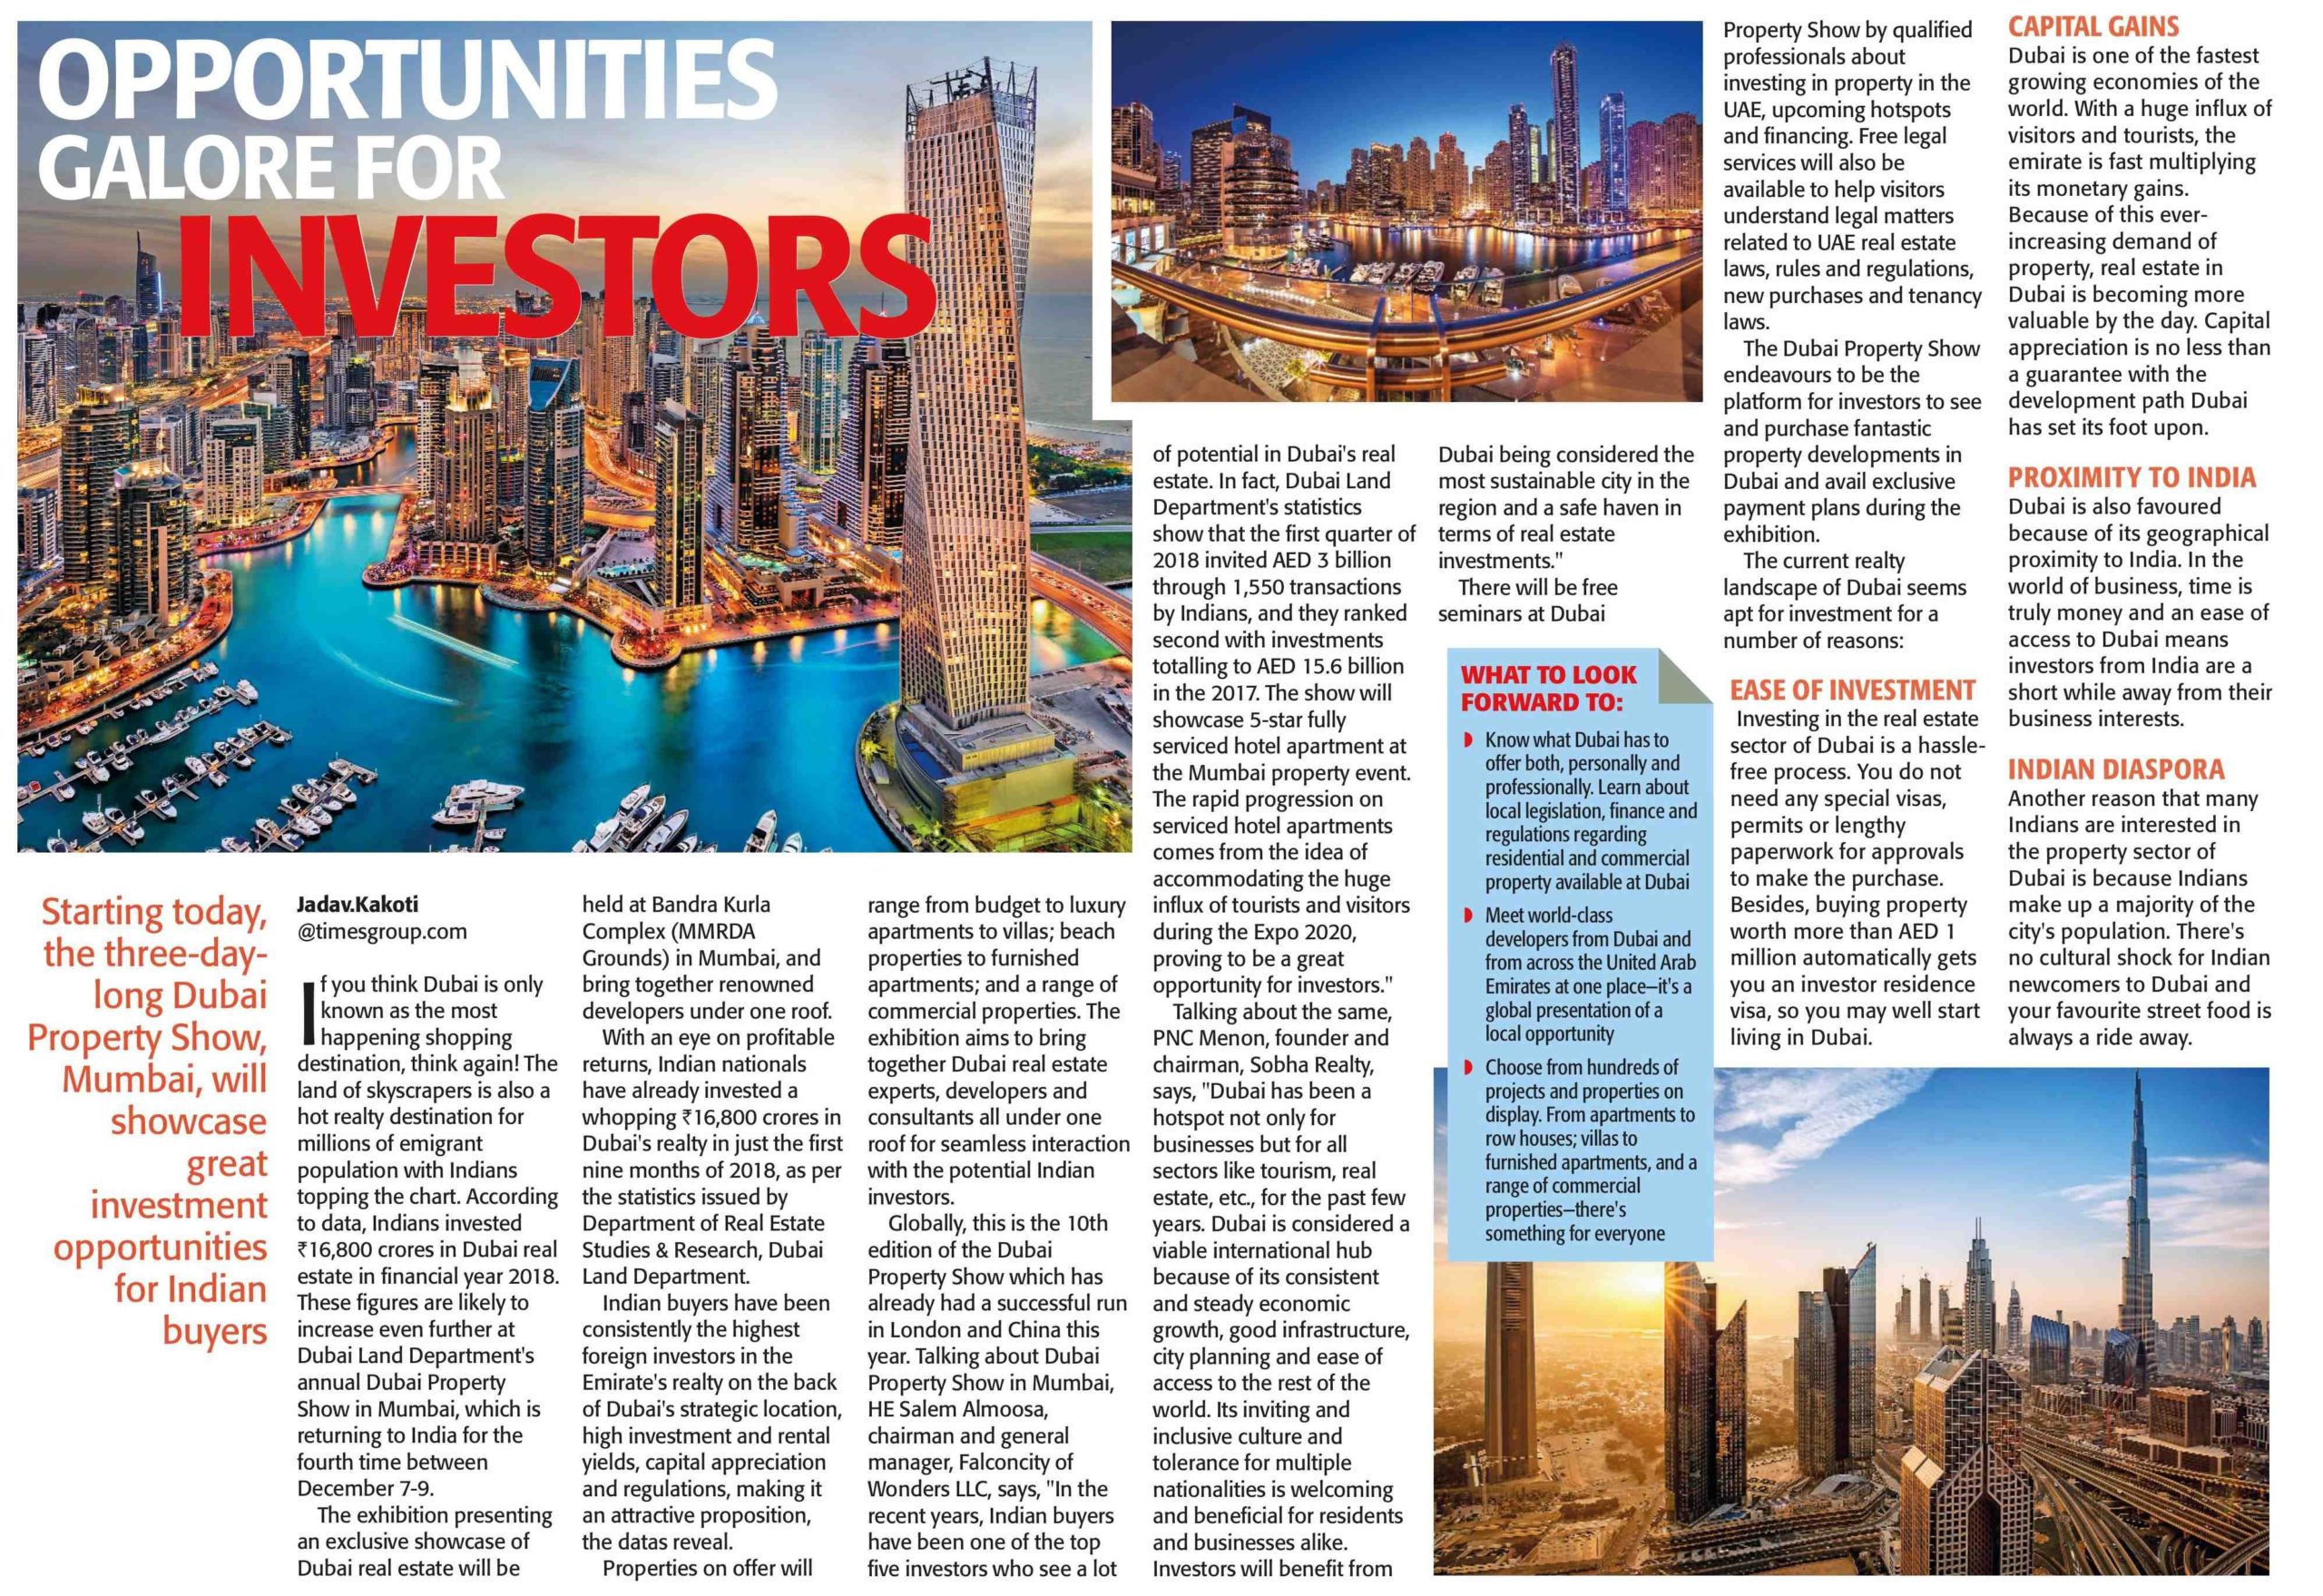 OPPORTUNITIES
GALORE FOR
INVESTORS
Starting today,
the three-day-
long Dubai
Property Show,
Mumbai, will
showcase
great
investment
opportunities
for Indian
buyers
Jadav.Kakoti
@timesgroup.com
If you think Dubai is only
known as the most
happening shopping
destination, think again! The
land of skyscrapers is also a
hot realty destination for
millions of emigrant
population with Indians
topping the chart. According
to data, Indians invested
₹16,800 crores in Dubai real
estate in financial year 2018.
These figures are likely to
increase even further at
Dubai Land Department's
annual Dubai Property
Show in Mumbai, which is
returning to India for the
fourth time between
December 7-9.
The exhibition presenting
an exclusive showcase of
Dubai real estate will be
held at Bandra Kurla
Complex (MMRDA
Grounds) in Mumbai, and
bring together renowned
developers under one roof.
With an eye on profitable
returns, Indian nationals
have already invested a
whopping ₹16,800 crores in
Dubai's realty in just the first
nine months of 2018, as per
the statistics issued by
Department of Real Estate
Studies & Research, Dubai
Land Department.
Indian buyers have been
consistently the highest
foreign investors in the
Emirate's realty on the back
of Dubai's strategic location,
high investment and rental
yields, capital appreciation
and regulations, making it
an attractive proposition,
the datas reveal.
Properties on offer will
range from budget to luxury
apartments to villas; beach
properties to furnished
apartments; and a range of
commercial properties. The
exhibition aims to bring
together Dubai real estate
experts, developers and
consultants all under one
roof for seamless interaction
with the potential Indian
investors.
Globally, this is the 10th
edition of the Dubai
Property Show which has
already had a successful run
in London and China this
year. Talking about Dubai
Property Show in Mumbai,
HE Salem Almoosa,
chairman and general
manager, Falconcity of
Wonders LLC, says, "In the
recent years, Indian buyers
have been one of the top
five investors who see a lot
of potential in Dubai's real
estate. In fact, Dubai Land
Department's statistics
show that the first quarter of
2018 invited AED 3 billion
through 1,550 transactions
by Indians, and they ranked
second with investments
totalling to AED 15.6 billion
in the 2017. The show will
showcase 5-star fully
serviced hotel apartment at
the Mumbai property event.
The rapid progression on
serviced hotel apartments
comes from the idea of
accommodating the huge
influx of tourists and visitors
during the Expo 2020,
proving to be a great
opportunity for investors."
Talking about the same,
PNC Menon, founder and
chairman, Sobha Realty,
says, "Dubai has been a
hotspot not only for
businesses but for all
sectors like tourism, real
estate, etc., for the past few
years. Dubai is considered a
viable international hub
because of its consistent
and steady economic
growth, good infrastructure,
city planning and ease of
access to the rest of the
world. Its inviting and
inclusive culture and
tolerance for multiple
nationalities is welcoming
and beneficial for residents
and businesses alike.
Investors will benefit from
Dubai being considered the
most sustainable city in the
region and a safe haven in
terms of real estate
investments."
There will be free
seminars at Dubai
WHAT TO LOOK
FORWARD TO:
Know what Dubai has to
offer both, personally and
professionally. Learn about
local legislation, finance and
regulations regarding
residential and commercial
property available at Dubai
Meet world-class
developers from Dubai and
from across the United Arab
Emirates at one place—it's a
global presentation of a
local opportunity
Choose from hundreds of
projects and properties on
display. From apartments to
row houses; villas to
furnished apartments, and a
range of commercial
properties—there's
something for everyone
Property Show by qualified
professionals about
investing in property in the
UAE, upcoming hotspots
and financing. Free legal
services will also be
available to help visitors
understand legal matters
related to UAE real estate
laws, rules and regulations,
new purchases and tenancy
laws.
The Dubai Property Show
endeavours to be the
platform for investors to see
and purchase fantastic
property developments in
Dubai and avail exclusive
payment plans during the
exhibition.
The current realty
landscape of Dubai seems
apt for investment for a
number of reasons:
EASE OF INVESTMENT
Investing in the real estate
sector of Dubai is a hassle-
free process. You do not
need any special visas,
permits or lengthy
paperwork for approvals
to make the purchase.
Besides, buying property
worth more than AED 1
million automatically gets
you an investor residence
visa, so you may well start
living in Dubai.
CAPITAL GAINS
Dubai is one of the fastest
growing economies of the
world. With a huge influx of
visitors and tourists, the
emirate is fast multiplying
its monetary gains.
Because of this ever-
increasing demand of
property, real estate in
Dubai is becoming more
valuable by the day. Capital
appreciation is no less than
a guarantee with the
development path Dubai
has set its foot upon.
PROXIMITY TO INDIA
Dubai is also favoured
because of its geographical
proximity to India. In the
world of business, time is
truly money and an ease of
access to Dubai means
investors from India are a
short while away from their
business interests.
INDIAN DIASPORA
Another reason that many
Indians are interested in
the property sector of
Dubai is because Indians
make up a majority of the
city's population. There's
no cultural shock for Indian
newcomers to Dubai and
your favourite street food is
always a ride away.